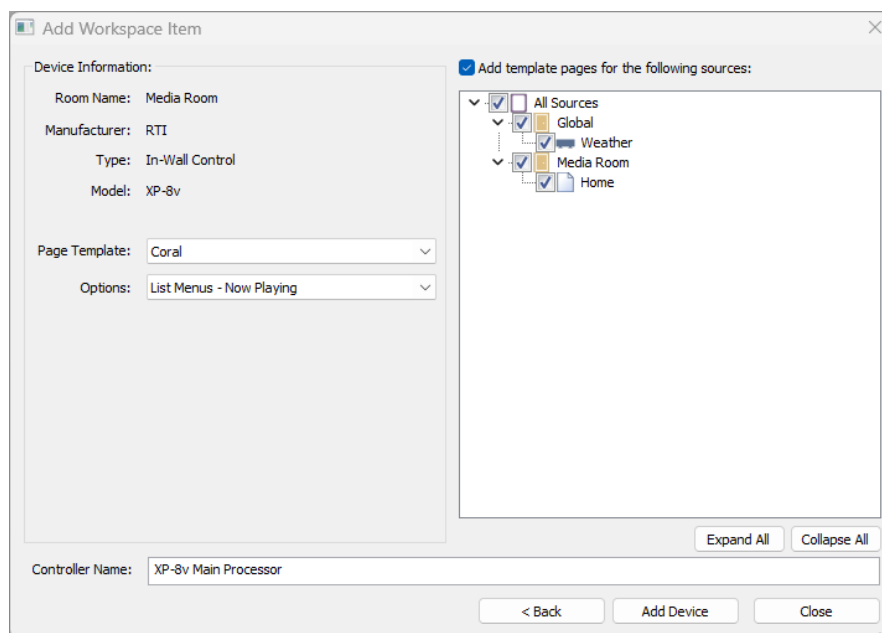 Add Workspace Item
Device Information:
Room Name: Media Room
Manufacturer: RTI
Type: In-Wall Control
Model: XP-8v
Page Template: Coral
Options: List Menus - Now Playing
Add template pages for the following sources:
All Sources
Global
Weather
Media Room
Home
Expand All Collapse All
Controller Name: XP-8v Main Processor
< Back Add Device Close